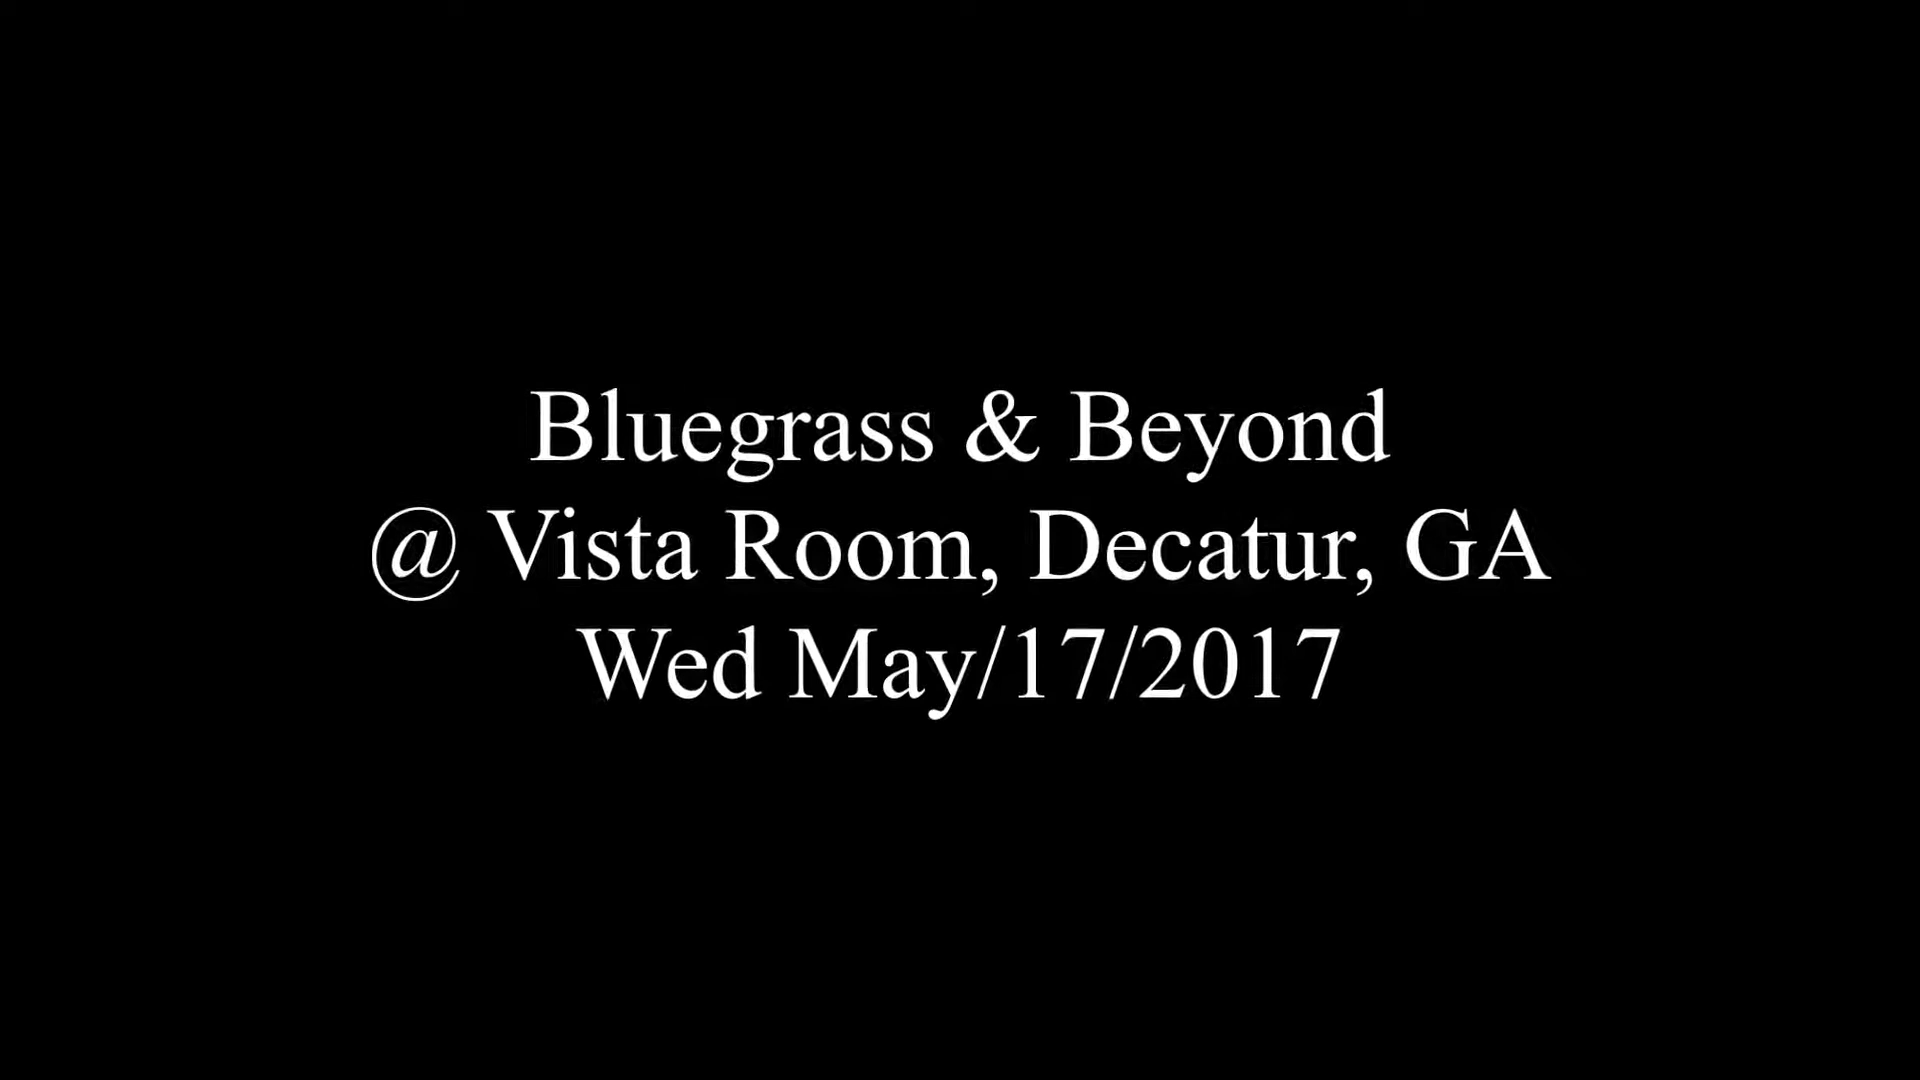 Bluegrass & Beyond
@ Vista Room, Decatur, GA
Wed May/17/2017